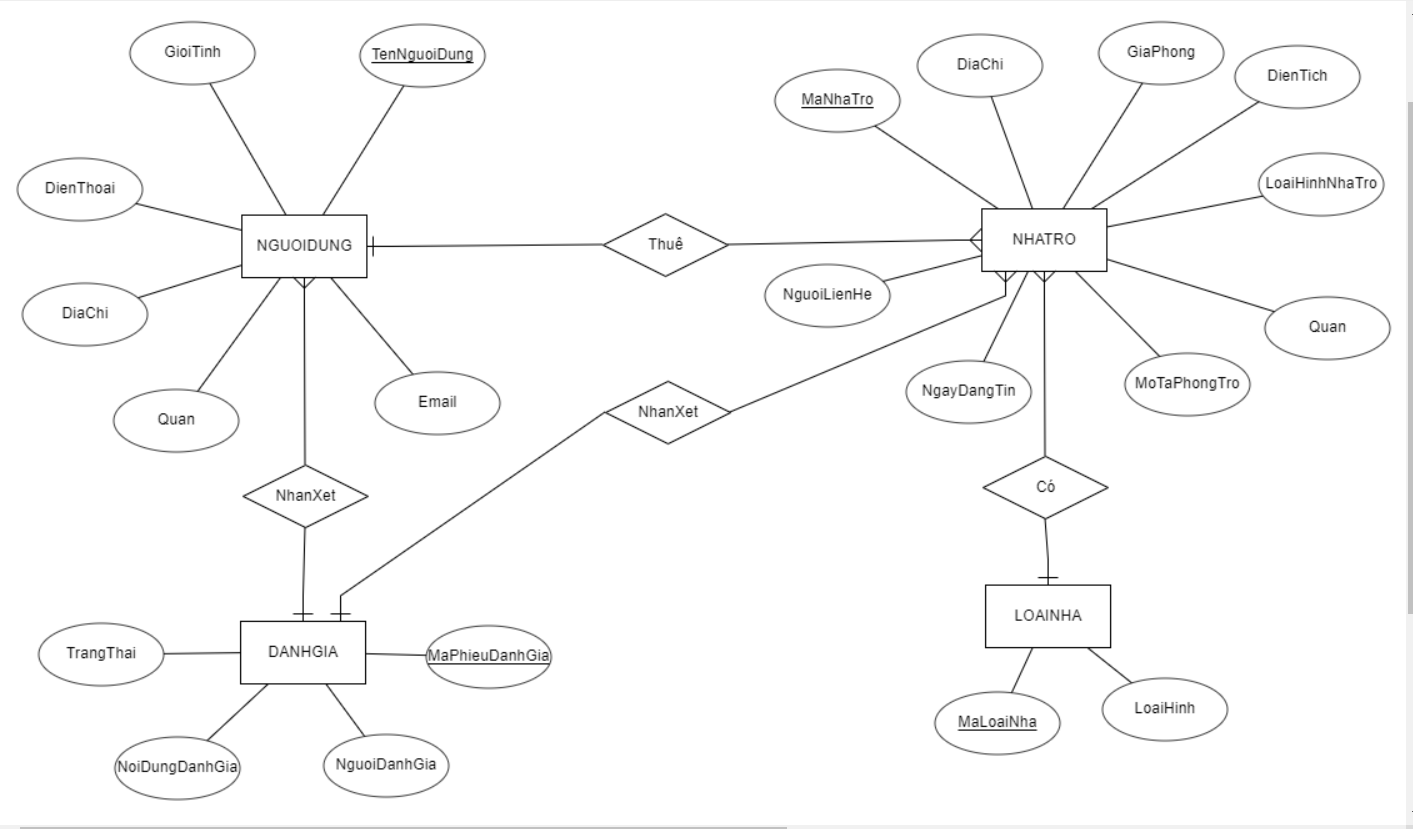 GioiTinh
TenNguoiDung
DienThoai
NGUOIDUNG
DiaChi
Quan
Email
Thuê
MaNhaTro
DiaChi
GiaPhong
DienTich
LoaiHinhNhaTro
NHATRO
NguoiLienHe
Quan
NgayDangTin
MoTaPhongTro
NhanXet
NhanXet
Có
TrangThai
DANHGIA
MaPhieuDanhGia
NoiDungDanhGia
NguoiDanhGia
LOAINHA
MaLoaiNha
LoaiHinh